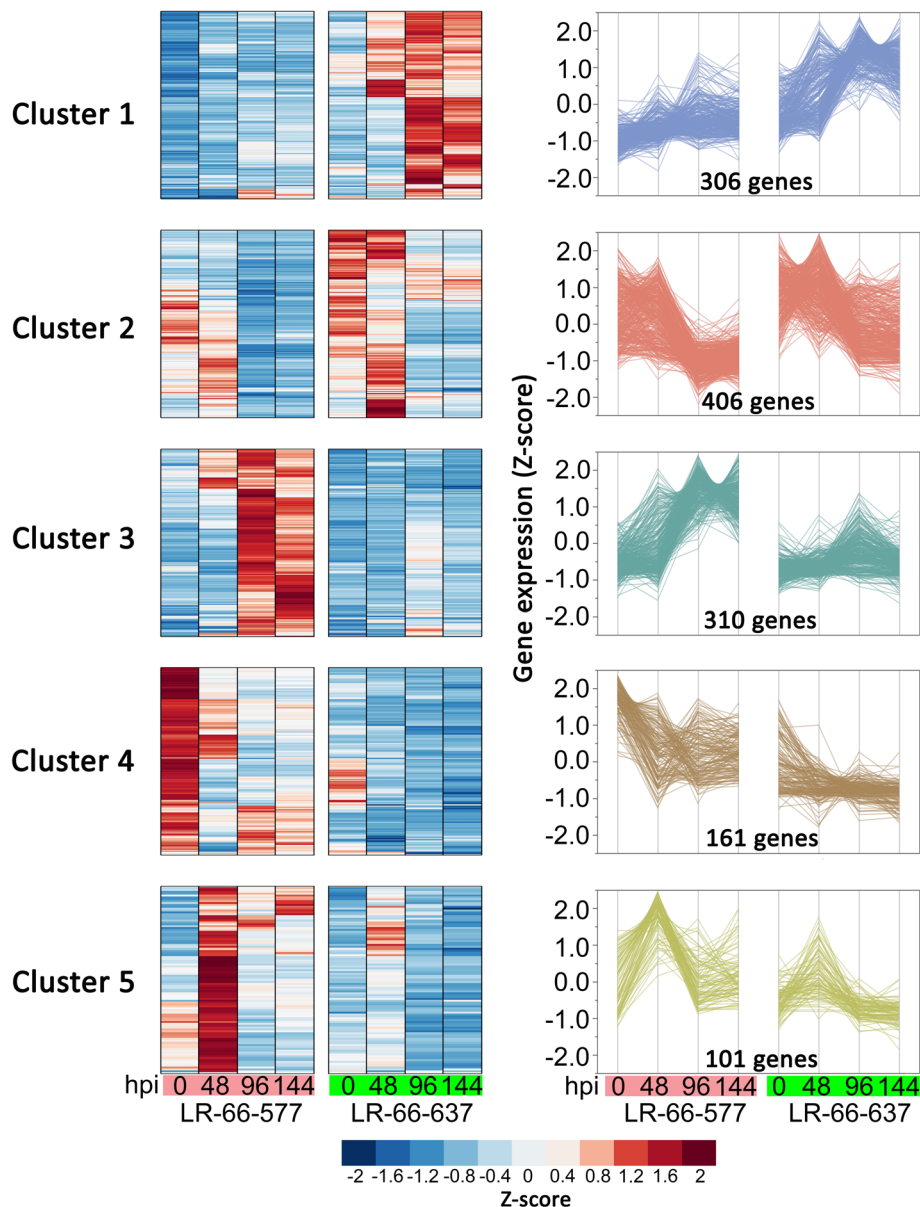 Cluster 1
2.0
1.0
0.0
-1.0
-2.0
306 genes
Cluster 2
2.0
1.0
0.0
-1.0
-2.0
406 genes
Gene expression (Z-score)
Cluster 3
2.0
1.0
0.0
-1.0
-2.0
310 genes
Cluster 4
2.0
1.0
0.0
-1.0
-2.0
161 genes
Cluster 5
2.0
1.0
0.0
-1.0
-2.0
101 genes
hpi 0 48 96 144 0 48 96 144 hpi 0 48 96 144 0 48 96 144
LR-66-577 LR-66-637 LR-66-577 LR-66-637
-2 -1.6 -1.2 -0.8 -0.4 0 0.4 0.8 1.2 1.6 2
Z-score